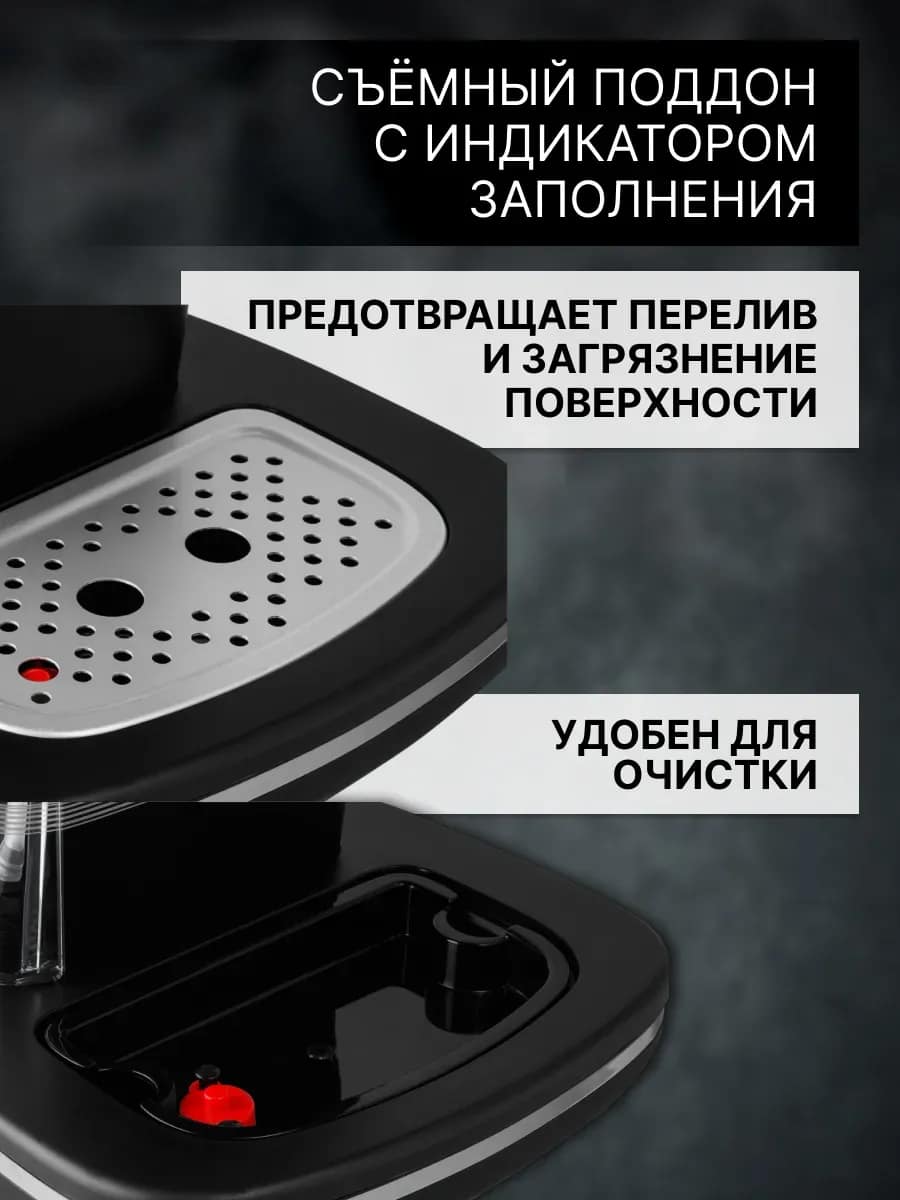 СЪЁМНЫЙ ПОДДОН
С ИНДИКАТОРОМ
ЗАПОЛНЕНИЯ
ПРЕДОТВРАЩАЕТ ПЕРЕЛИВ
И ЗАГРЯЗНЕНИЕ
ПОВЕРХНОСТИ
УДОБЕН ДЛЯ
ОЧИСТКИ